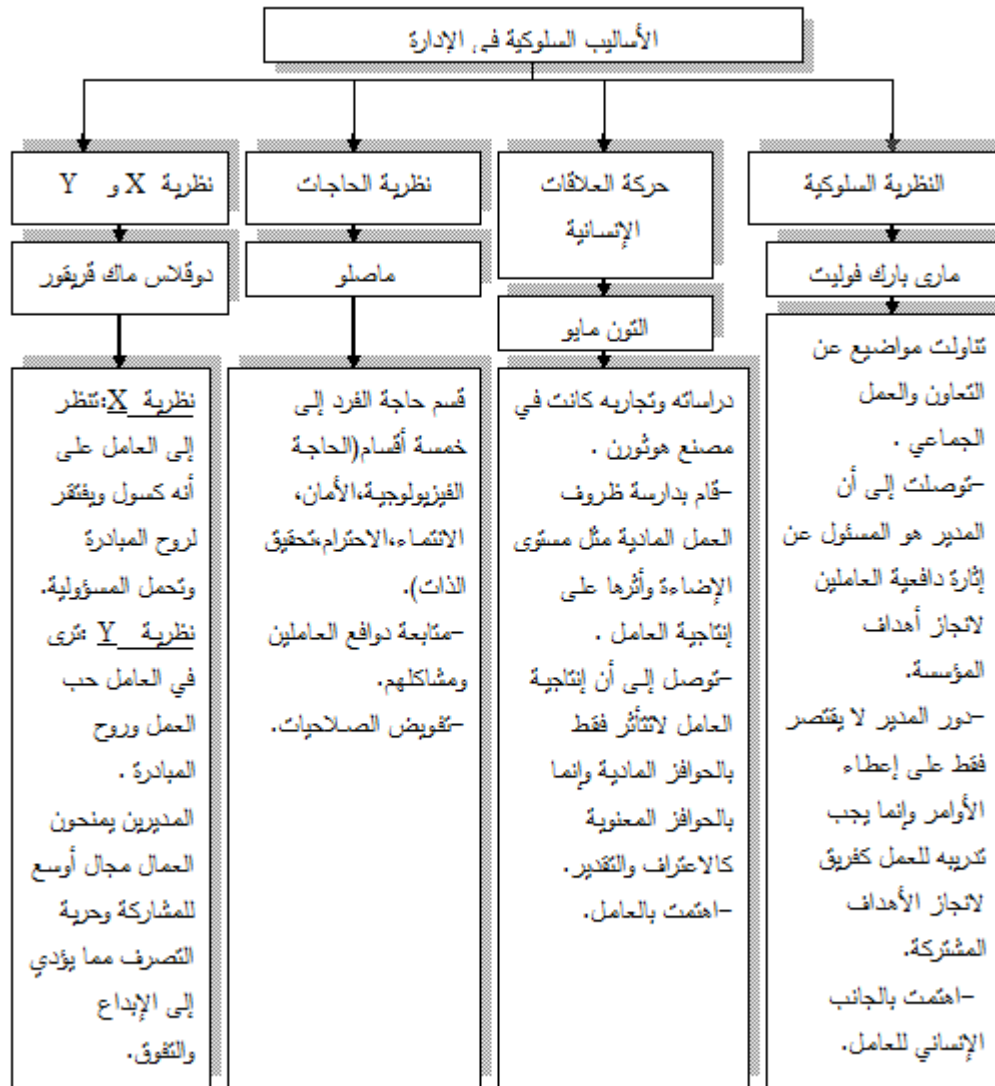 الأساليب السلوكية في الإدارة
النظرية السلوكية
مارى بارك فوليت
تتاولت مواضيع عن
التعاون والعمل
الجماعي .
-توصلت إلى أن
المدير هو المسئول عن
إثارة دافعية العاملين
لانجاز أهداف
المؤسسة.
-دور المدير لا يقتصر
فقط على إعطاء
الأوامر وإنما يجب
تدريبه للعمل كفريق
لانجاز الأهداف
المشتركة.
-اهتمت بالجانب
الإنساني للعامل.
حركة العلاقات
الإنسانية
التون مايو
دراساته وتجاربه كانت في
مصنع هوثورن .
-قام بدارسة ظروف
العمل المادية مثل مستوى
الإضاءة وأثرها على
إنتاجية العامل .
-توصل إلى أن إنتاجية
العامل لاتتأثر فقط
بالحوافز المادية وإنما
بالحوافز المعنوية
كالاعتراف والتقدير.
-اهتمت بالعامل.
نظرية الحاجات
ماصلو
قسم حاجة الفرد إلى
خمسة أقسام(الحاجة
الفيزيولوجية،الأمان،
الانتماء،الاحترام،تحقيق
الذات).
-متابعة دوافع العاملين
ومشاكلهم.
-تفويض الصلاحيات.
نظرية X و Y
دوقلاس ماك قريقور
نظرية X:تنظر
إلى العامل على
أنه كسول ويفتقر
لروح المبادرة
وتحمل المسؤولية.
نظرية Y :ترى
في العامل حب
العمل وروح
المبادرة .
المديرين يمنحون
العمال مجال أوسع
للمشاركة وحرية
التصرف مما يؤدي
إلى الإبداع
والتفوق.